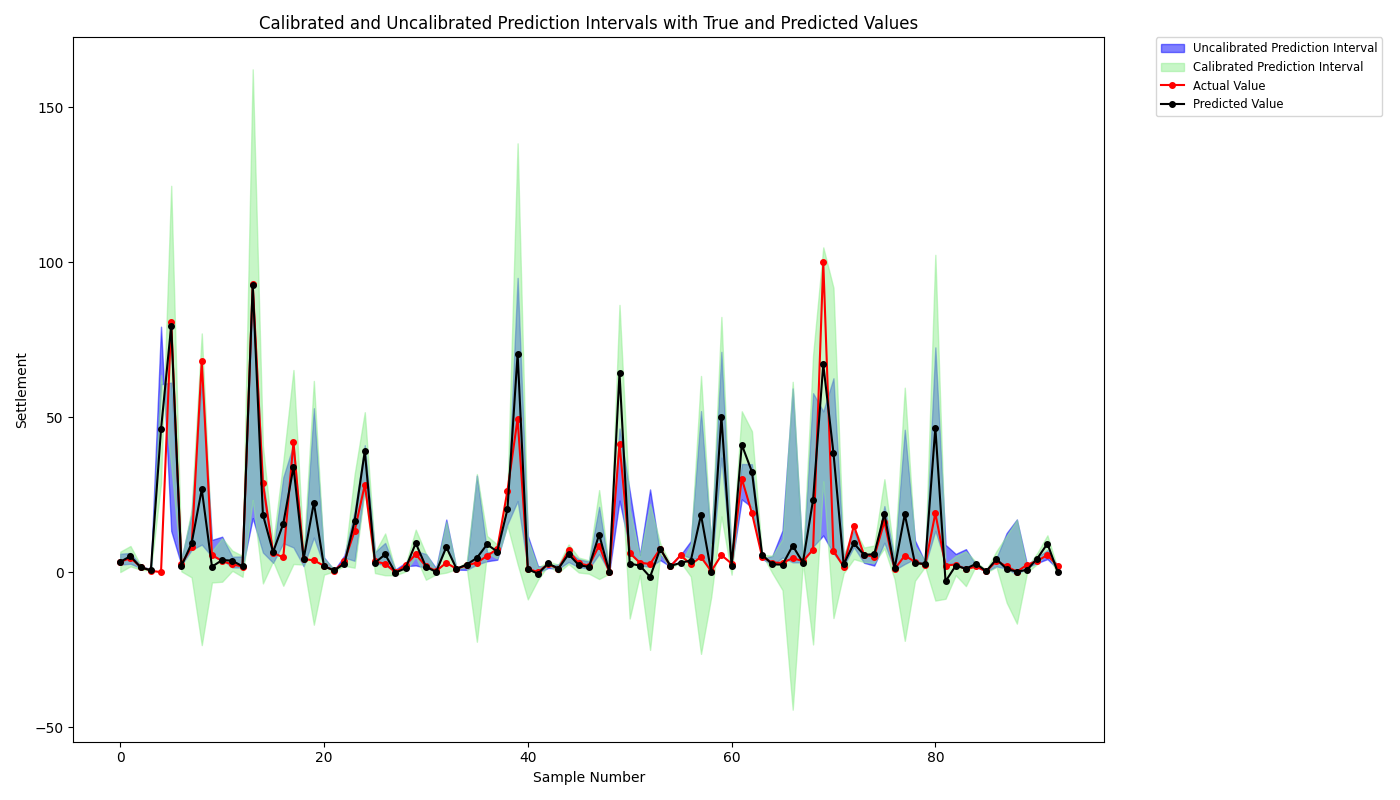 Calibrated and Uncalibrated Prediction Intervals with True and Predicted Values
Uncalibrated Prediction Interval
Calibrated Prediction Interval
Actual Value
Predicted Value
150
100
50
0
−50
Settlement
0 20 40 60 80
Sample Number